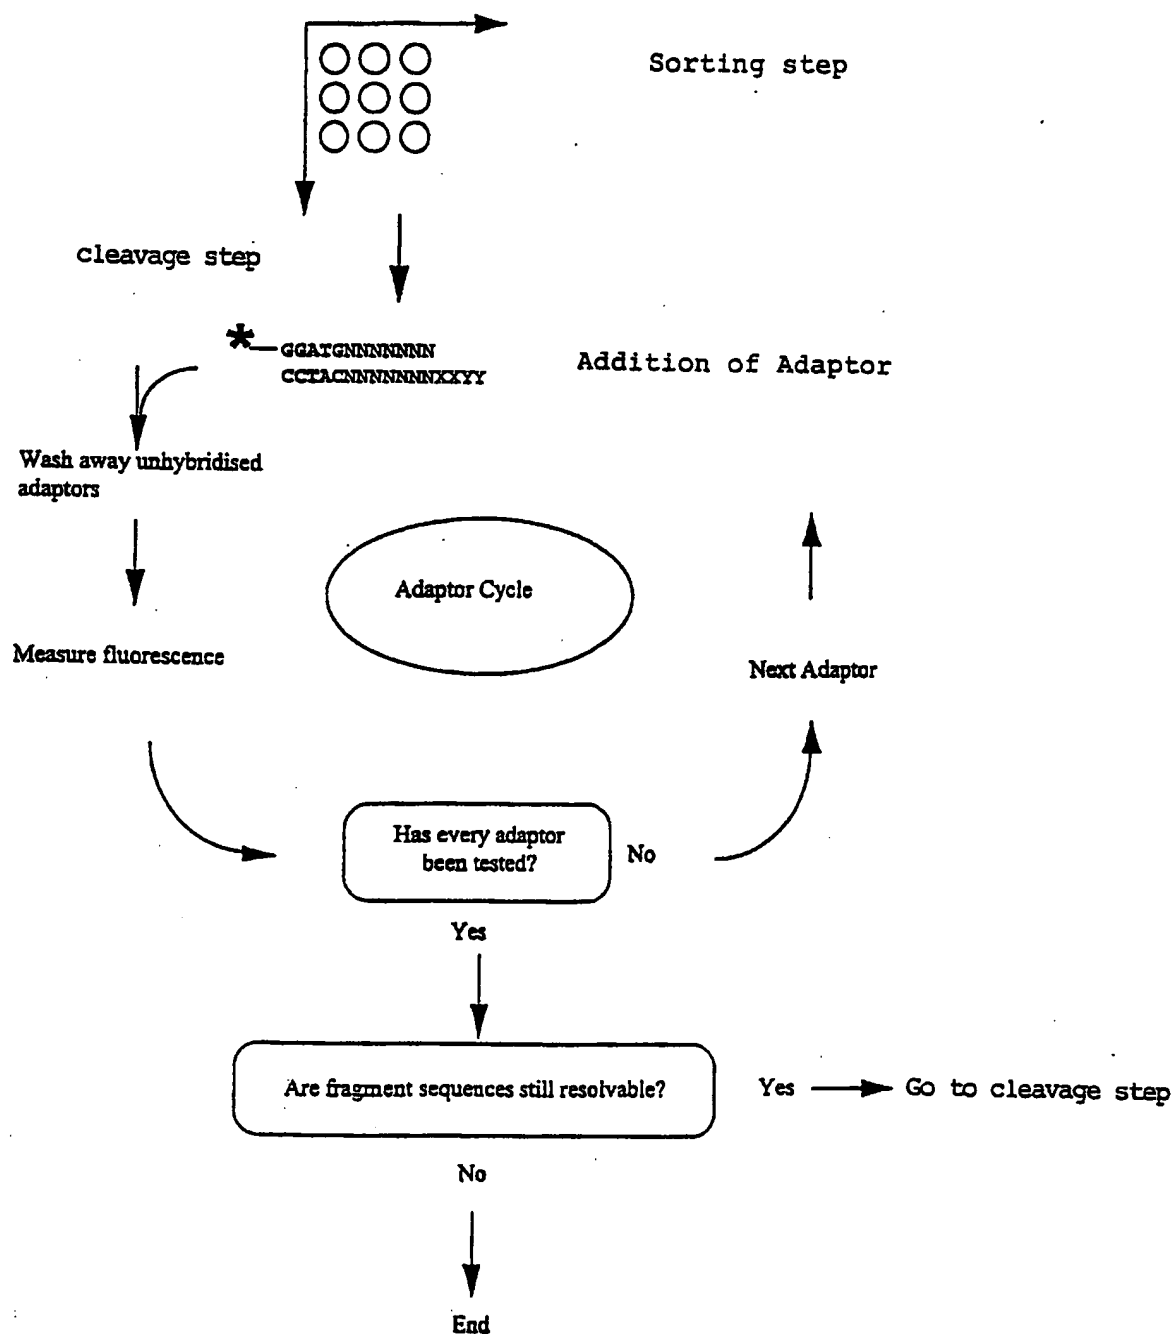 Sorting step
cleavage step
*
GGATGNNNNNNN
CCTACNNNNNNNXXYY
Addition of Adaptor
Wash away unhybridised
adaptors
Adaptor Cycle
Measure fluorescence
Next Adaptor
Has every adaptor
been tested?
No
Yes
Are fragment sequences still resolvable?
Yes
Go to cleavage step
No
End